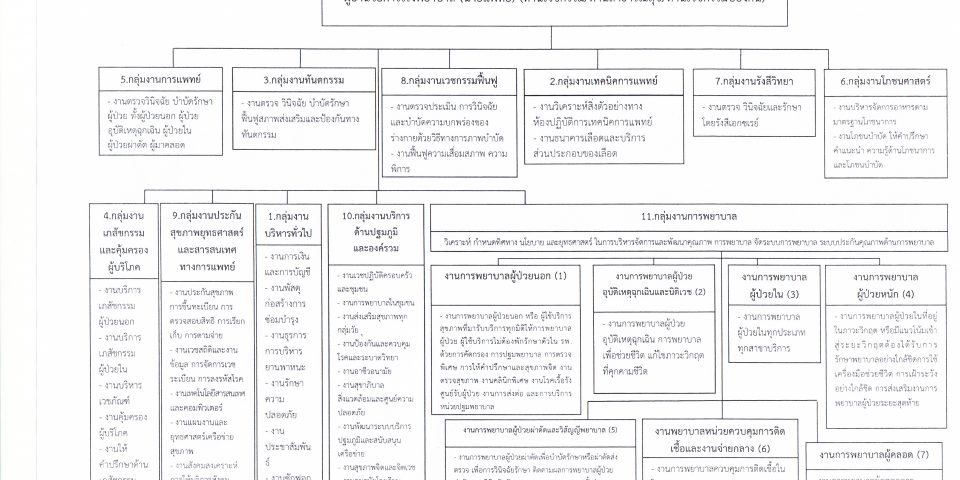 5.กลุ่มงานการแพทย์
- งานตรวจวินิจฉัย บำบัดรักษา
ผู้ป่วย ทั้งผู้ป่วยนอก ผู้ป่วย
อุบัติเหตุฉุกเฉิน ผู้ป่วยใน
ผู้ป่วยผ่าตัด ผู้มาคลอด
3.กลุ่มงานทันตกรรม
- งานตรวจ วินิจฉัย บำบัดรักษา
ฟื้นฟูสภาพส่งเสริมและป้องกันทาง
ทันตกรรม
8.กลุ่มงานเวชกรรมฟื้นฟู
- งานตรวจประเมิน การวินิจฉัย
และบำบัดความบกพร่องของ
ร่างกายด้วยวิธีทางกายภาพบำบัด
- งานฟื้นฟูความเสื่อมสภาพ ความ
พิการ
2.กลุ่มงานเทคนิคการแพทย์
- งานวิเคราะห์สิ่งตัวอย่างทาง
ห้องปฏิบัติการเทคนิคการแพทย์
- งานธนาคารเลือดและบริการ
ส่วนประกอบของเลือด
7.กลุ่มงานรังสีวิทยา
- งานตรวจ วินิจฉัยและรักษา
โดยรังสีเอกซเรย์
6.กลุ่มงานโภชนศาสตร์
- งานบริหารจัดการอาหารตาม
มาตรฐานโภชนาการ
- งานโภชนบำบัด ให้คำปรึกษา
คำแนะนำ ความรู้ด้านโภชนาการ
และโภชนบำบัด
4.กลุ่มงาน
เภสัชกรรม
และคุ้มครอง
ผู้บริโภค
- งานบริการ
เภสัชกรรม
ผู้ป่วยนอก
- งานบริการ
เภสัชกรรม
ผู้ป่วยใน
- งานบริหาร
เวชภัณฑ์
- งานคุ้มครอง
ผู้บริโภค
- งานให้
คำปรึกษาด้าน
เภสัชกรรม
9.กลุ่มงานประกัน
สุขภาพยุทธศาสตร์
และสารสนเทศ
ทางการแพทย์
- งานประกันสุขภาพ
การขึ้นทะเบียน การ
ตรวจสอบสิทธิ การเรียก
เก็บ การตามจ่าย
- งานเวชสถิติและงาน
ข้อมูล การจัดการเวช
ระเบียน การลงรหัสโรค
- งานเทคโนโลยีสารสนเทศ
และคอมพิวเตอร์
- งานแผนงานและ
ยุทธศาสตร์เครือข่าย
สุขภาพ
- งานสังคมสงเคราะห์
1.กลุ่มงาน
บริหารทั่วไป
- งานการเงิน
และการบัญชี
- งานพัสดุ
ก่อสร้างการ
ซ่อมบำรุง
- งานธุรการ
การบริหาร
ยานพาหนะ
- งานรักษา
ความ
ปลอดภัย
- งาน
ประชาสัมพัน
ธ์
- งานซักฟอก
10.กลุ่มงานบริการ
ด้านปฐมภูมิ
และองค์รวม
- งานเวชปฏิบัติครอบครัว
และชุมชน
- งานการพยาบาลในชุมชน
- งานส่งเสริมสุขภาพทุก
กลุ่มวัย
- งานป้องกันและควบคุม
โรคและระบาดวิทยา
- งานอาชีวอนามัย
- งานสุขาภิบาล
สิ่งแวดล้อมและศูนย์ความ
ปลอดภัย
- งานพัฒนาระบบบริการ
ปฐมภูมิและสนับสนุน
เครือข่าย
- งานสุขภาพจิตและจิตเวช
11.กลุ่มงานการพยาบาล
วิเคราะห์ กำหนดทิศทาง นโยบาย และยุทธศาสตร์ ในการบริหารจัดการและพัฒนาคุณภาพ การพยาบาล จัดระบบการพยาบาล ระบบประกันคุณภาพด้านการพยาบาล
งานการพยาบาลผู้ป่วยนอก (1)
- งานการพยาบาลผู้ป่วยนอก หรือ ผู้ใช้บริการ
สุขภาพที่มารับบริการทุกมิติให้การพยาบาล
ผู้ป่วย ผู้ใช้บริการไม่ต้องพักรักษาตัวใน รพ.
ด้วยการคัดกรอง การปฐมพยาบาล การตรวจ
พิเศษ การให้คำปรึกษาและสุขภาพจิต งาน
ตรวจสุขภาพ งานคลินิกพิเศษ งานโรคเรื้อรัง
ศูนย์รับผู้ป่วย งานการส่งต่อ และการบริการ
หน่วยปฐมพยาบาล
งานการพยาบาลผู้ป่วย
อุบัติเหตุฉุกเฉินและนิติเวช (2)
- งานการพยาบาลผู้ป่วย
อุบัติเหตุฉุกเฉิน การพยาบาล
เพื่อช่วยชีวิต แก้ไขภาวะวิกฤต
ที่คุกคามชีวิต
งานการพยาบาล
ผู้ป่วยใน (3)
- งานการพยาบาล
ผู้ป่วยในทุกประเภท
ทุกสาขาบริการ
งานการพยาบาล
ผู้ป่วยหนัก (4)
- งานการพยาบาลผู้ป่วยในที่อยู่
ในภาวะวิกฤต หรือมีแนวโน้มเข้า
สู่ระยะวิกฤตต้องได้รับการ
รักษาพยาบาลอย่างใกล้ชิดการใช้
เครื่องมือช่วยชีวิต การเฝ้าระวัง
อย่างใกล้ชิด การส่งเสริมงานการ
พยาบาลผู้ป่วยระยะสุดท้าย
งานการพยาบาลผู้ป่วยผ่าตัดและวิสัญญีพยาบาล (5)
- งานการพยาบาลผู้ป่วยผ่าตัดเพื่อบำบัดรักษาหรือผ่าตัดส่ง
ตรวจ เพื่อการวินิจฉัยรักษา ติดตามผลการพยาบาลผู้ป่วย
งานพยาบาลหน่วยควบคุมการติด
เชื้อและงานจ่ายกลาง (6)
- งานการพยาบาลควบคุมการติดเชื้อใน
งานการพยาบาลผู้คลอด (7)